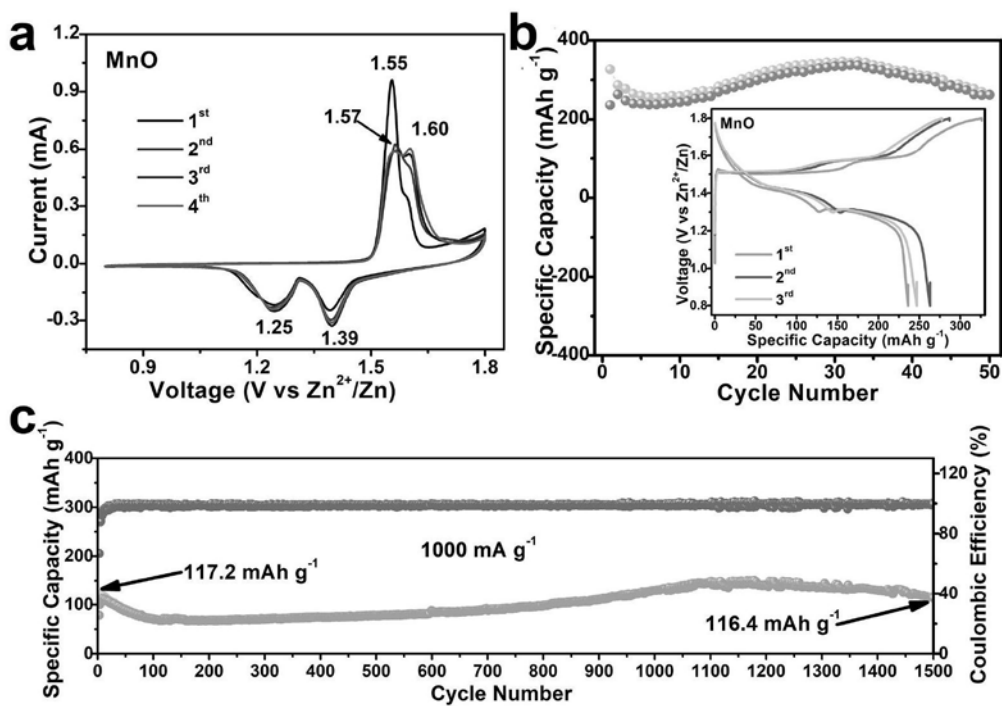 a
MnO
1st
2nd
3rd
4th
1.55
1.57
1.60
1.25
1.39
1.2
0.9
0.6
0.3
0.0
-0.3
0.9
1.2
1.5
1.8
Current (mA)
Voltage (V vs Zn2+/Zn)
b
400
200
0
-200
-400
0
10
20
30
40
50
Specific Capacity (mAh g-1)
Cycle Number
MnO
1.8
1.6
1.4
1.2
1.0
0.8
0
50
100
150
200
250
300
Voltage (V vs Zn2+/Zn)
Specific Capacity (mAh g-1)
1st
2nd
3rd
c
400
300
200
100
0
Specific Capacity (mAh g-1)
120
80
40
0
Coulombic Efficiency (%)
1000 mA g-1
117.2 mAh g-1
116.4 mAh g-1
0
100
200
300
400
500
600
700
800
900
1000
1100
1200
1300
1400
1500
Cycle Number